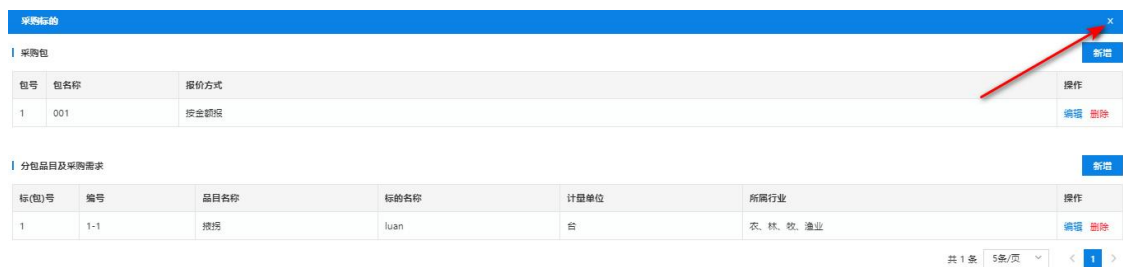 采购标的 ×
采购包 新增
包号 包名称 报价方式 操作
1 001 按金额报 编辑 删除
分包品目及采购需求 新增
标(包)号 编号 品目名称 标的名称 计量单位 所属行业 操作
1 1-1 掖拐 luan 台 农、林、牧、渔业 编辑 删除
共 1 条 5条/页 < 1 >